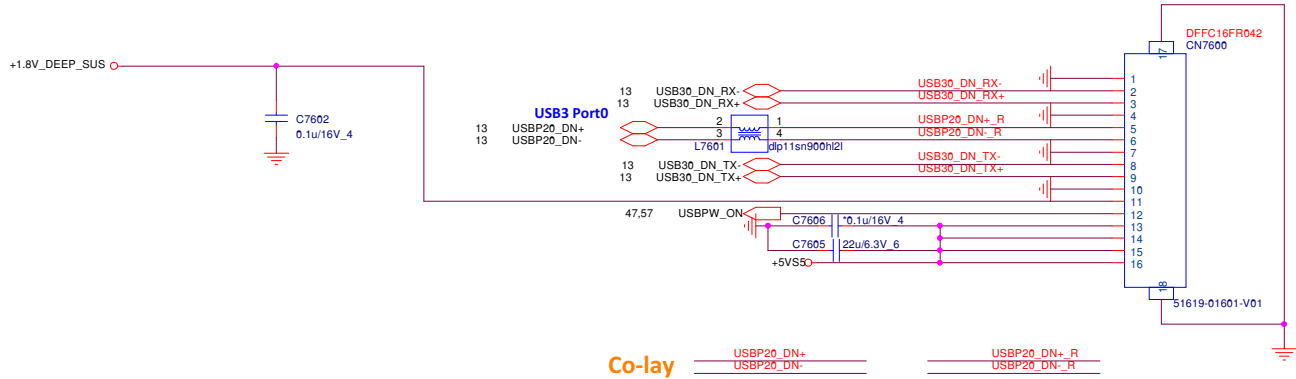 DFFC16FR042
CN7600
17
+1.8V_DEEP_SUS
C7602
0.1u/16V_4
USB3 Port0
13 USB30_DN_RX- USB30_DN_RX- 2
13 USB30_DN_RX+ USB30_DN_RX+ 3
1
4
13 USBP20_DN+ 2 1 USBP20_DN+_R 5
13 USBP20_DN- 3 4 USBP20_DN-_R 6
L7601 dlp11sn900hl2l
7
13 USB30_DN_TX- USB30_DN_TX- 8
13 USB30_DN_TX+ USB30_DN_TX+ 9
10
11
47,57 USBPW_ON 12
C7606 *0.1u/16V_4 13
14
C7605 22u/6.3V_6 15
+5VS5 16
18
51619-01601-V01
Co-lay
USBP20_DN+ USBP20_DN+_R
USBP20_DN- USBP20_DN-_R